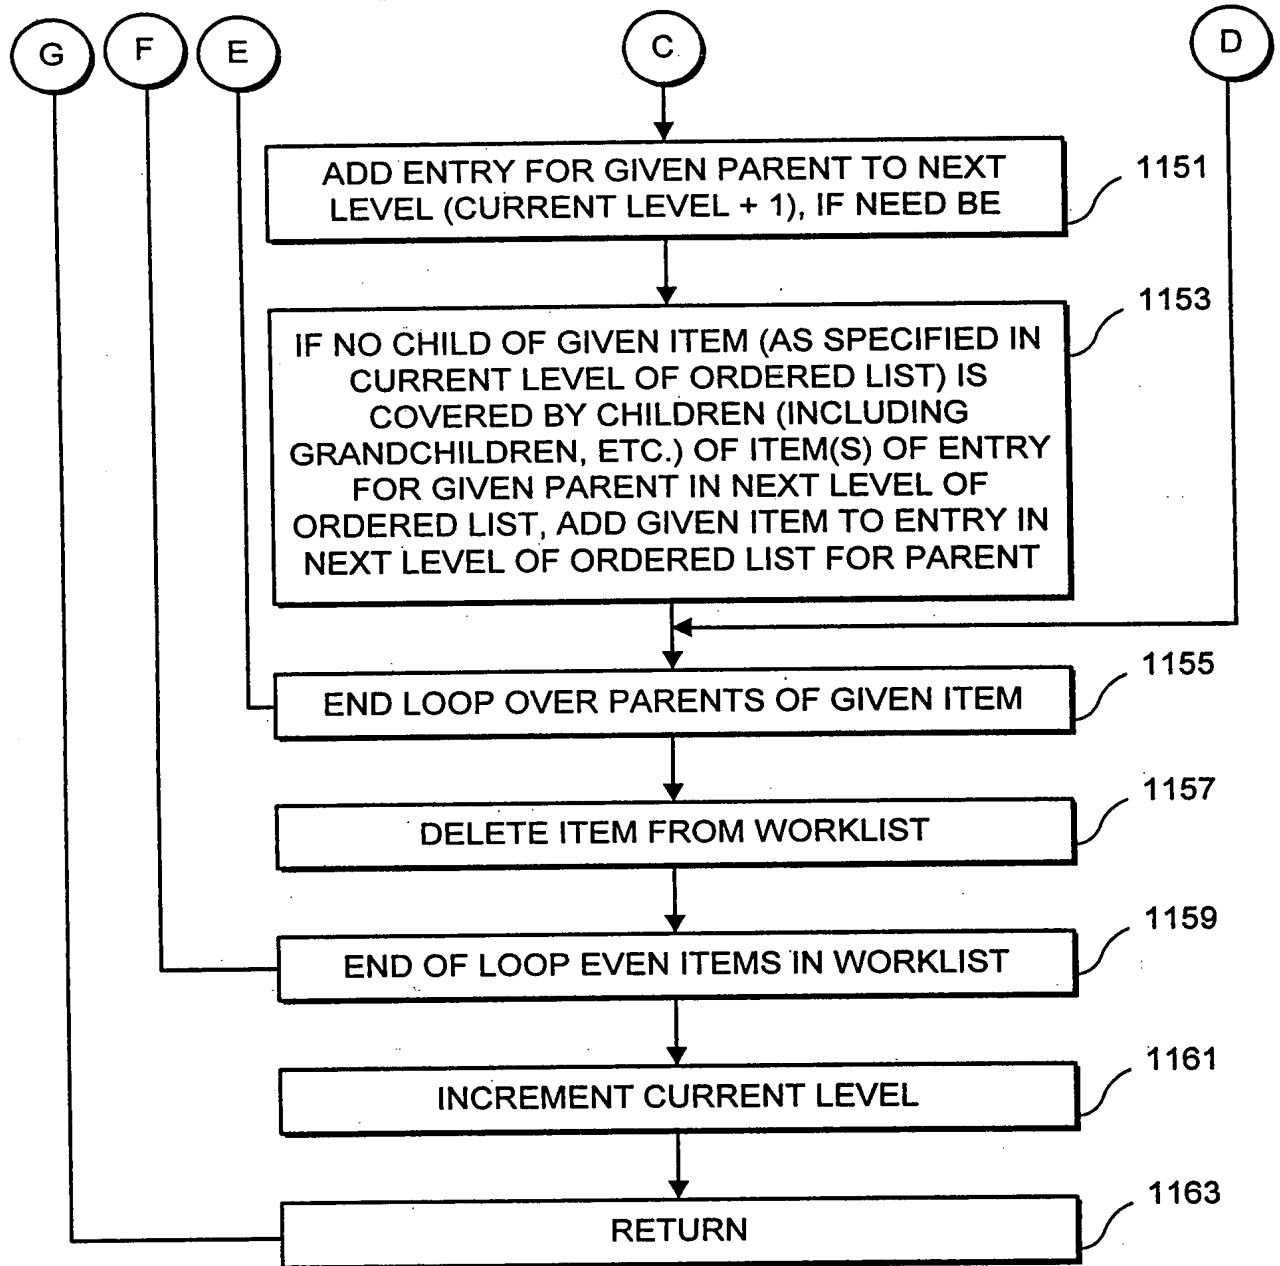 G F E C D
ADD ENTRY FOR GIVEN PARENT TO NEXT
LEVEL (CURRENT LEVEL + 1), IF NEED BE
1151
IF NO CHILD OF GIVEN ITEM (AS SPECIFIED IN
CURRENT LEVEL OF ORDERED LIST) IS
COVERED BY CHILDREN (INCLUDING
GRANDCHILDREN, ETC.) OF ITEM(S) OF ENTRY
FOR GIVEN PARENT IN NEXT LEVEL OF
ORDERED LIST, ADD GIVEN ITEM TO ENTRY IN
NEXT LEVEL OF ORDERED LIST FOR PARENT
1153
END LOOP OVER PARENTS OF GIVEN ITEM
1155
DELETE ITEM FROM WORKLIST
1157
END OF LOOP EVEN ITEMS IN WORKLIST
1159
INCREMENT CURRENT LEVEL
1161
RETURN
1163